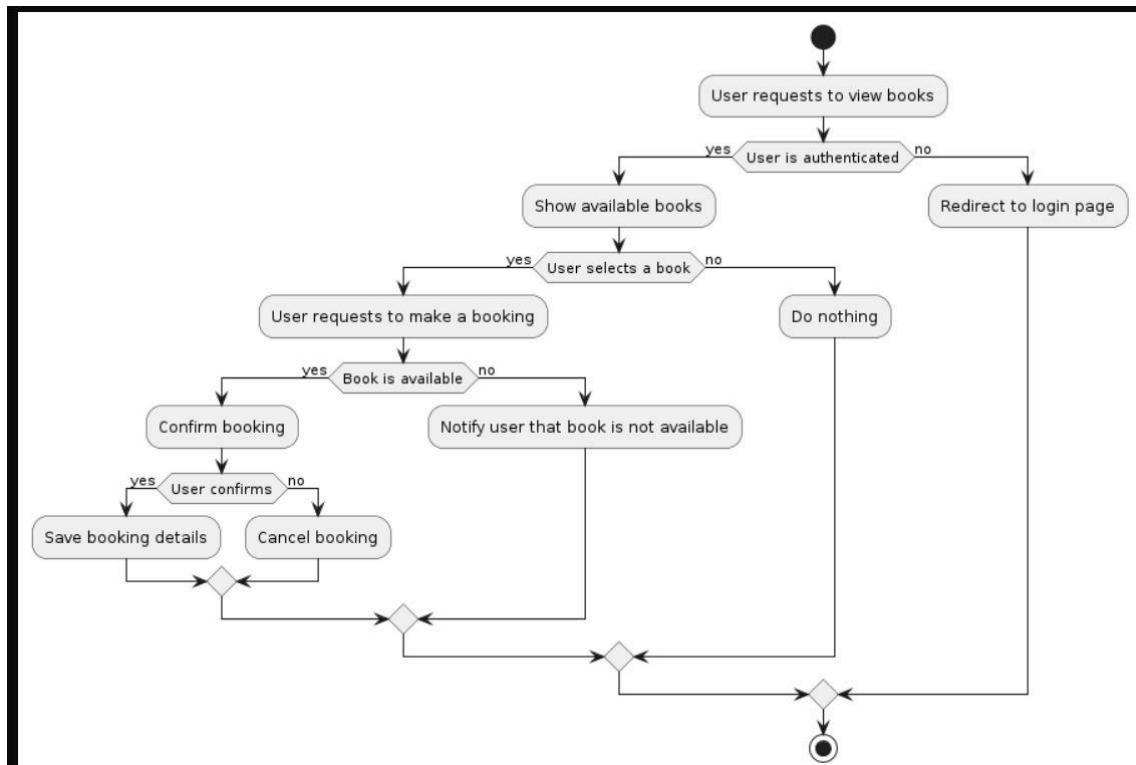 User requests to view books
yes
User is authenticated
no
Show available books
Redirect to login page
yes
User selects a book
no
User requests to make a booking
Do nothing
yes
Book is available
no
Confirm booking
Notify user that book is not available
yes
User confirms
no
Save booking details
Cancel booking